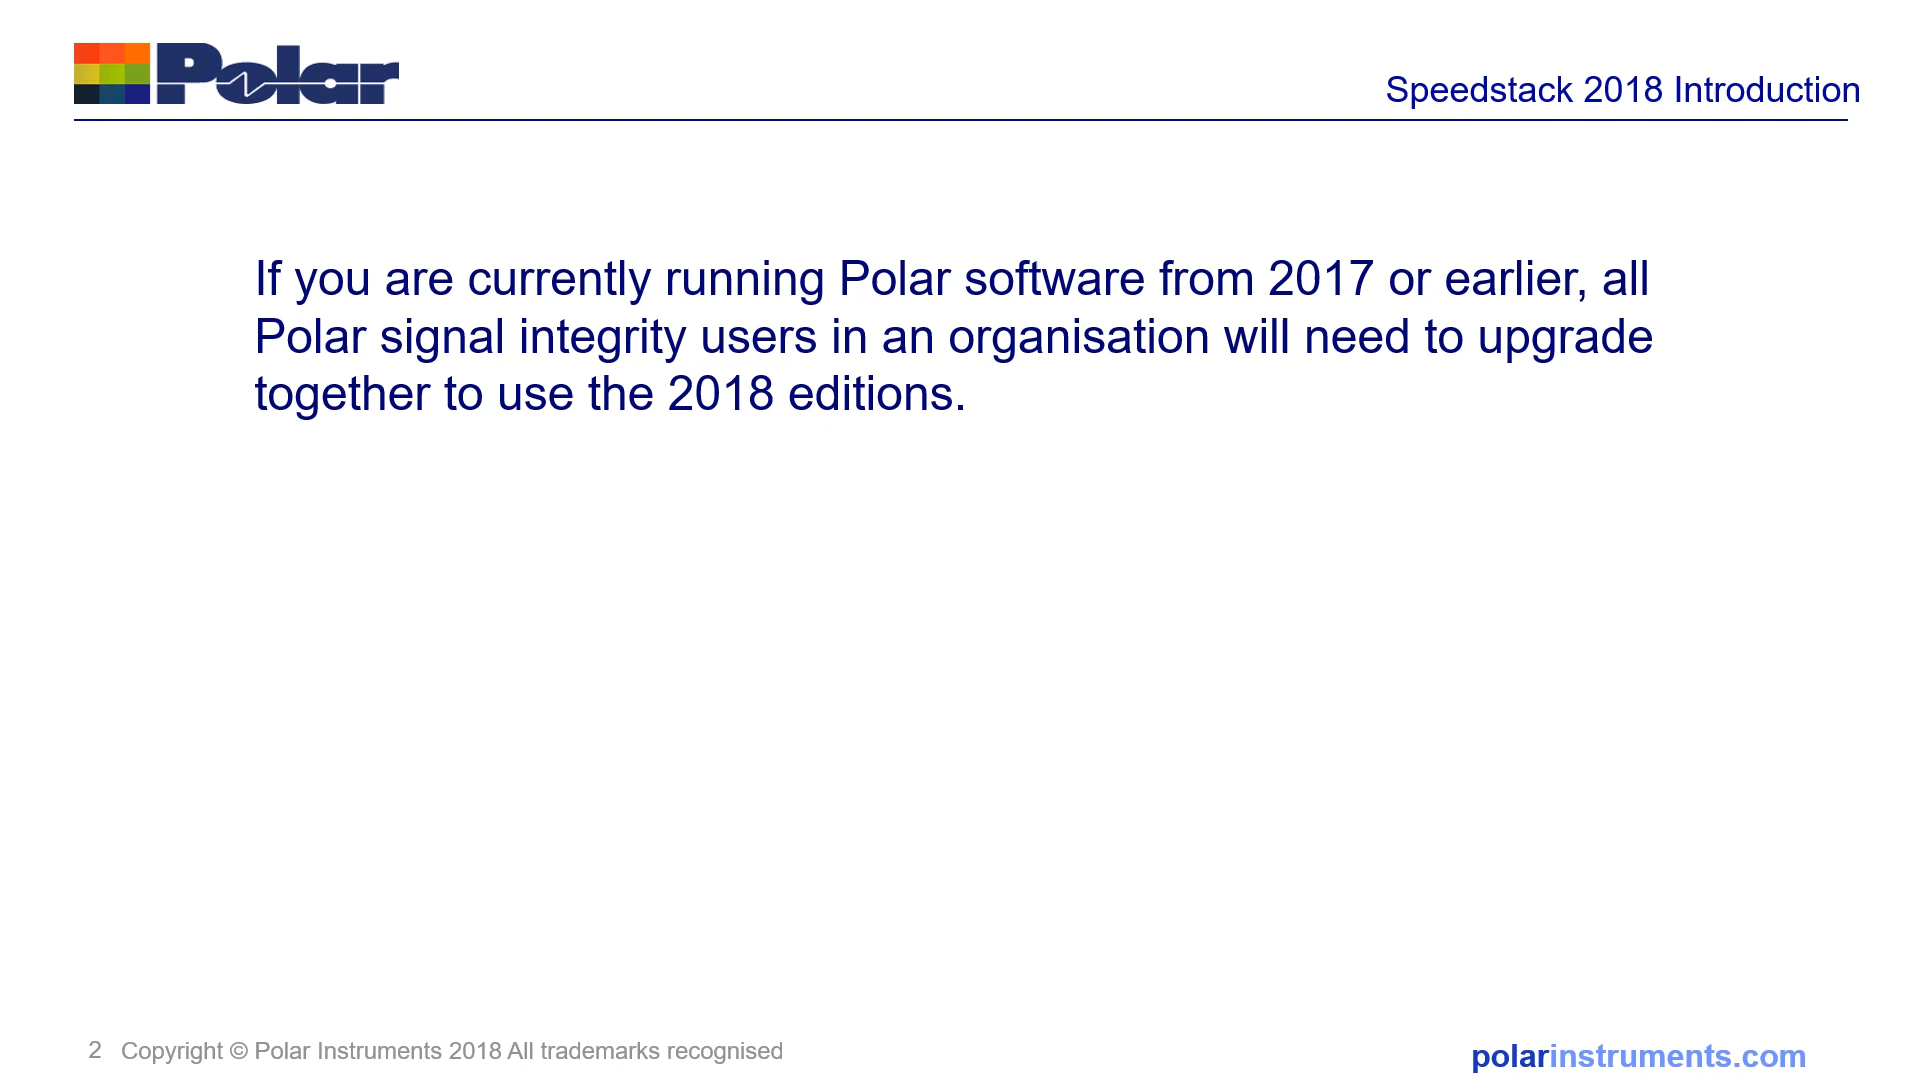 Polar
Speedstack 2018 Introduction
If you are currently running Polar software from 2017 or earlier, all
Polar signal integrity users in an organisation will need to upgrade
together to use the 2018 editions.
2 Copyright © Polar Instruments 2018 All trademarks recognised
polarinstruments.com